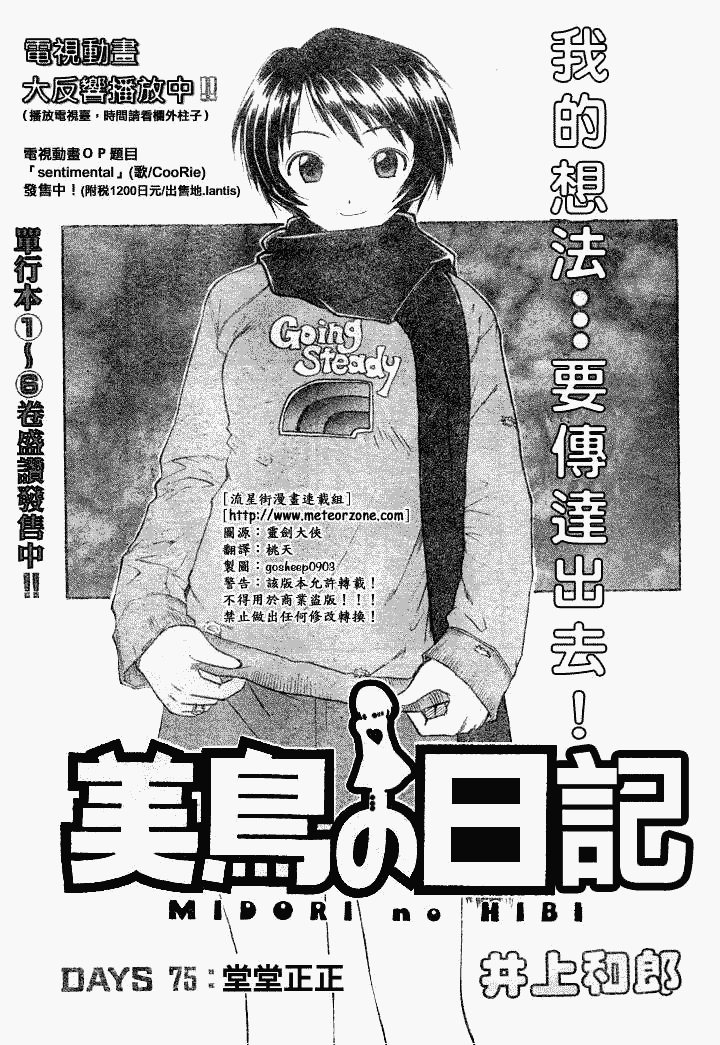 電視動畫
大反響播放中!!
(播放電視臺，時間請看欄外柱子)
電視動畫OP題目
『sentimental』(歌/CooRie)
發售中！(附税1200日元/出售地.lantis)
我的想法…要傳達出去！
單行本①～⑥卷盛讚發售中!!
Going
Steady
[流星街漫畫連載組]
[http://www.meteorzone.com]
圖源：靈劍大俠
翻譯：桃天
製圖：gosheep0903
警告：該版本允許轉載！
不得用於商業盜版！！！
禁止做出任何修改轉換！
美鳥の日記
MIDORI no HIBI
DAYS 75：堂堂正正
井上和郎